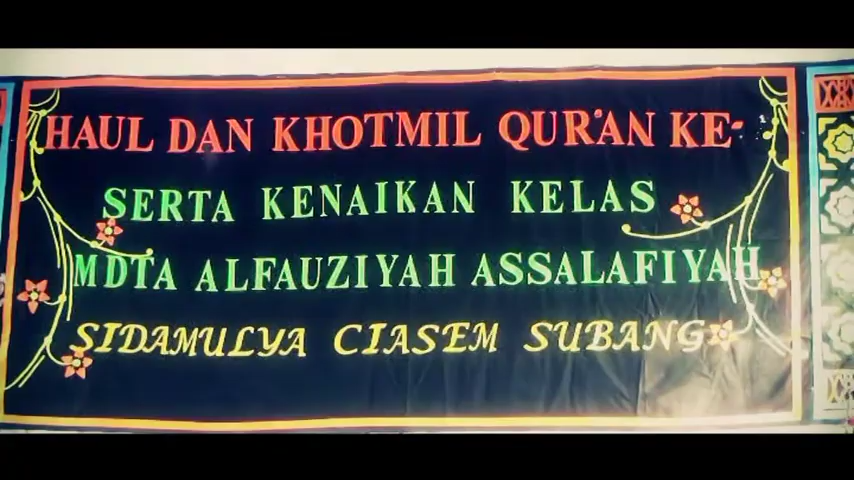 HAUL DAN KHOTMIL QUR'AN KE-
SERTA KENAIKAN KELAS
MDTA ALFAUZIYAH ASSALAFIYAH
SIDAMULYA CIASEM SUBANG